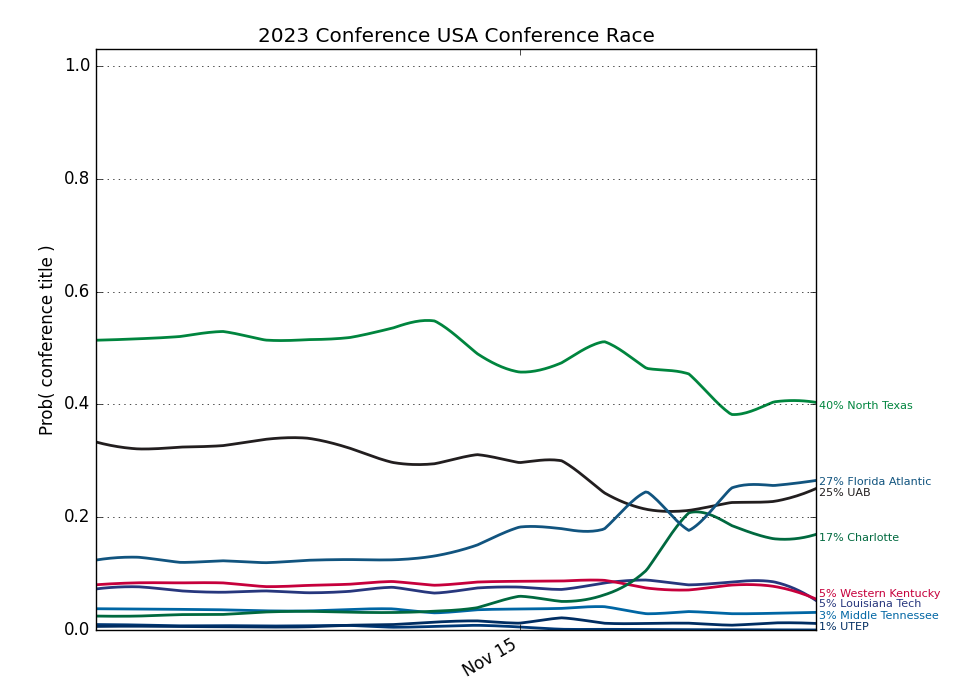 2023 Conference USA Conference Race
Prob( conference title )
1.0
0.8
0.6
0.4
0.2
0.0
Nov 15
40% North Texas
27% Florida Atlantic
25% UAB
17% Charlotte
5% Western Kentucky
5% Louisiana Tech
3% Middle Tennessee
1% UTEP